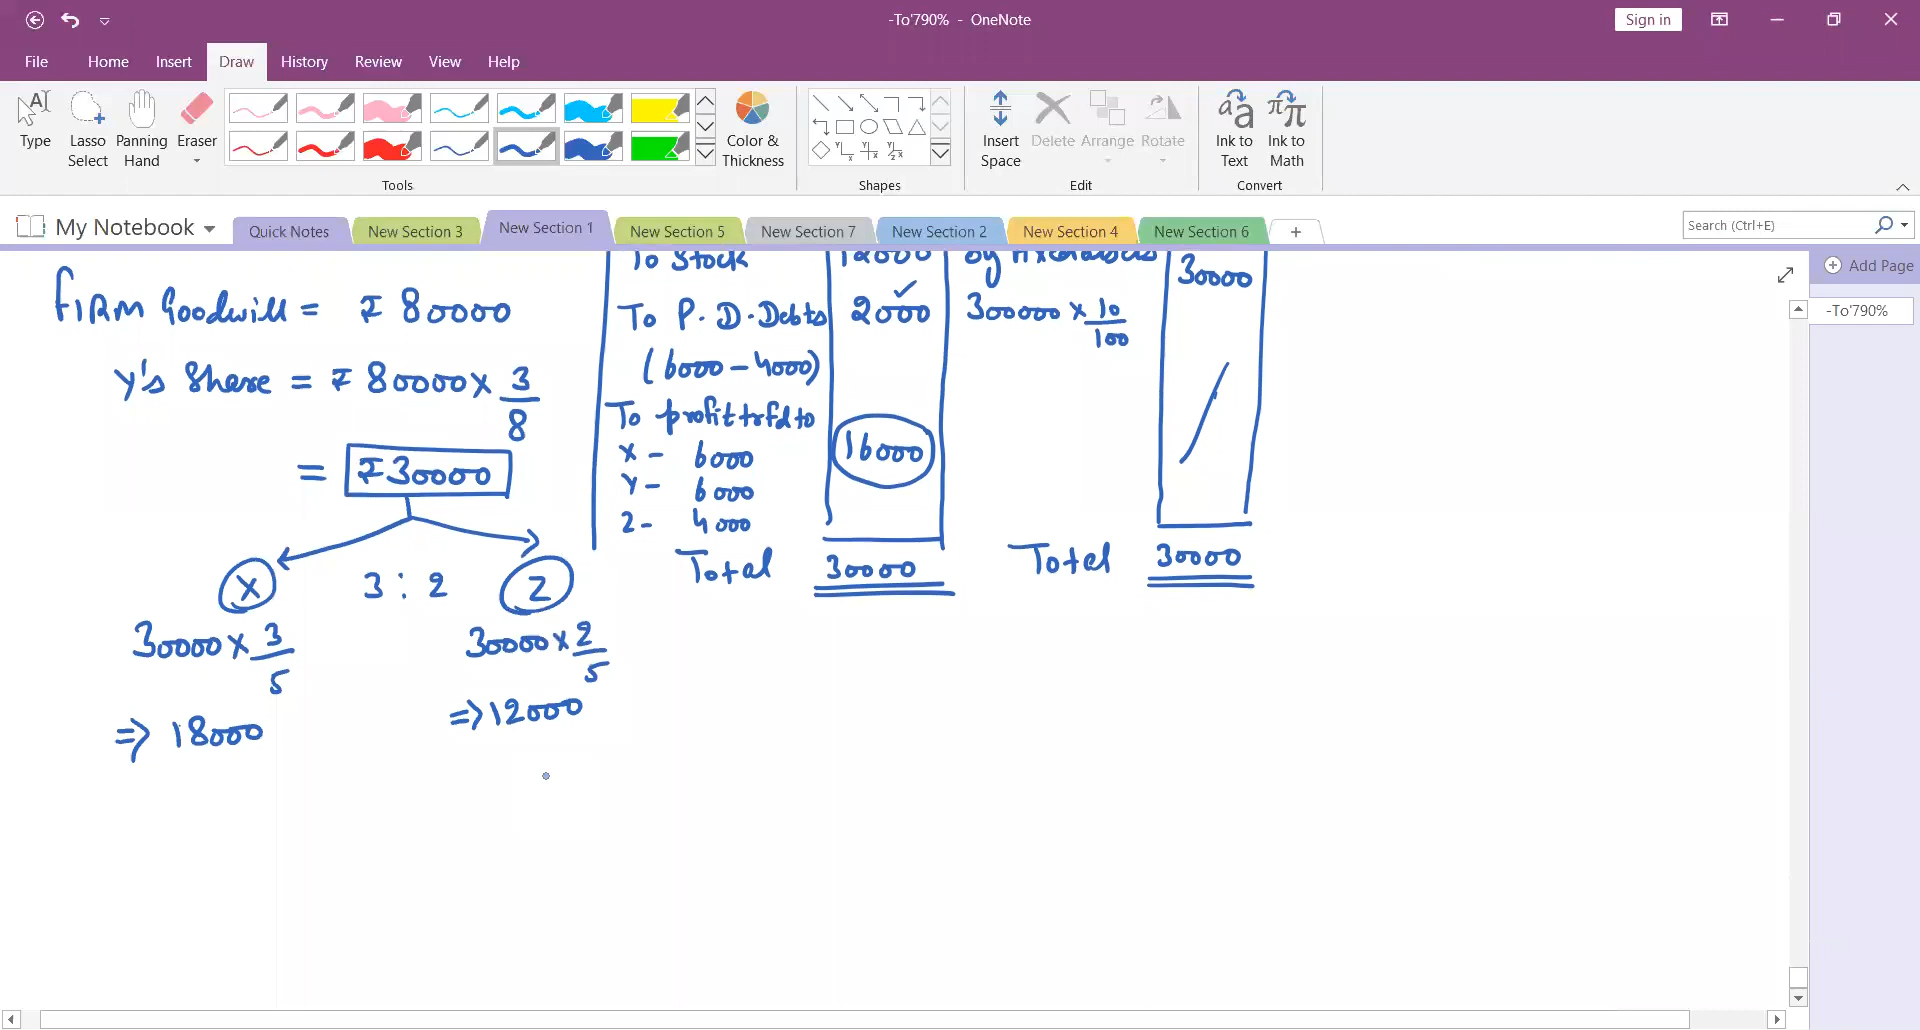 -To'790% - OneNote
Sign in
File Home Insert Draw History Review View Help
Type
Lasso Select
Panning Hand
Eraser
Color & Thickness
Insert Space
Delete
Arrange
Rotate
Ink to Text
Ink to Math
Tools
Shapes
Edit
Convert
My Notebook
Quick Notes
New Section 3
New Section 1
New Section 5
New Section 7
New Section 2
New Section 4
New Section 6
+
Search (Ctrl+E)
Add Page
-To'790%
FIRM Goodwill = ₹ 80000
Y's Share = ₹ 80000 × 3/8
= ₹ 30000
X 3 : 2 Z
30000 × 3/5
30000 × 2/5
⇒ 18000
⇒ 12000
To Stock 12000
To P. D. Debts 2000 ✓
(6000 – 4000)
To profit trfd to
16000
X – 6000
Y – 6000
Z – 4000
Total 30000
By 30000
300000 × 10/100
Total 30000